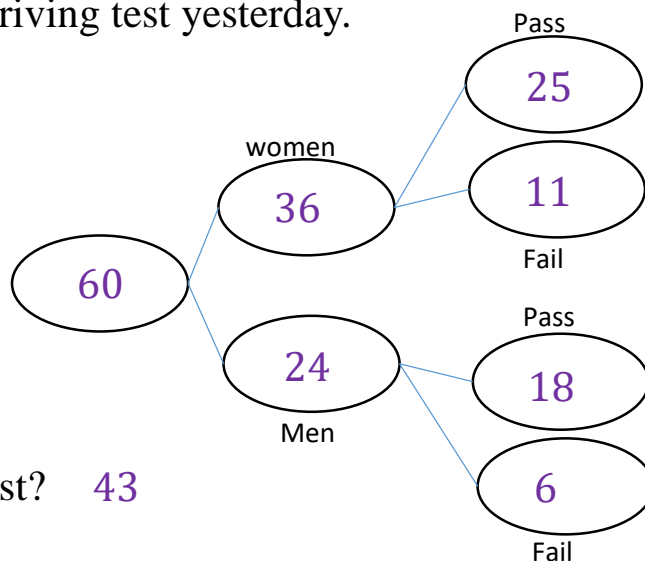 riving test yesterday.
Pass
25
women
36
11
Fail
60
Pass
24
18
Men
st? 43
6
Fail